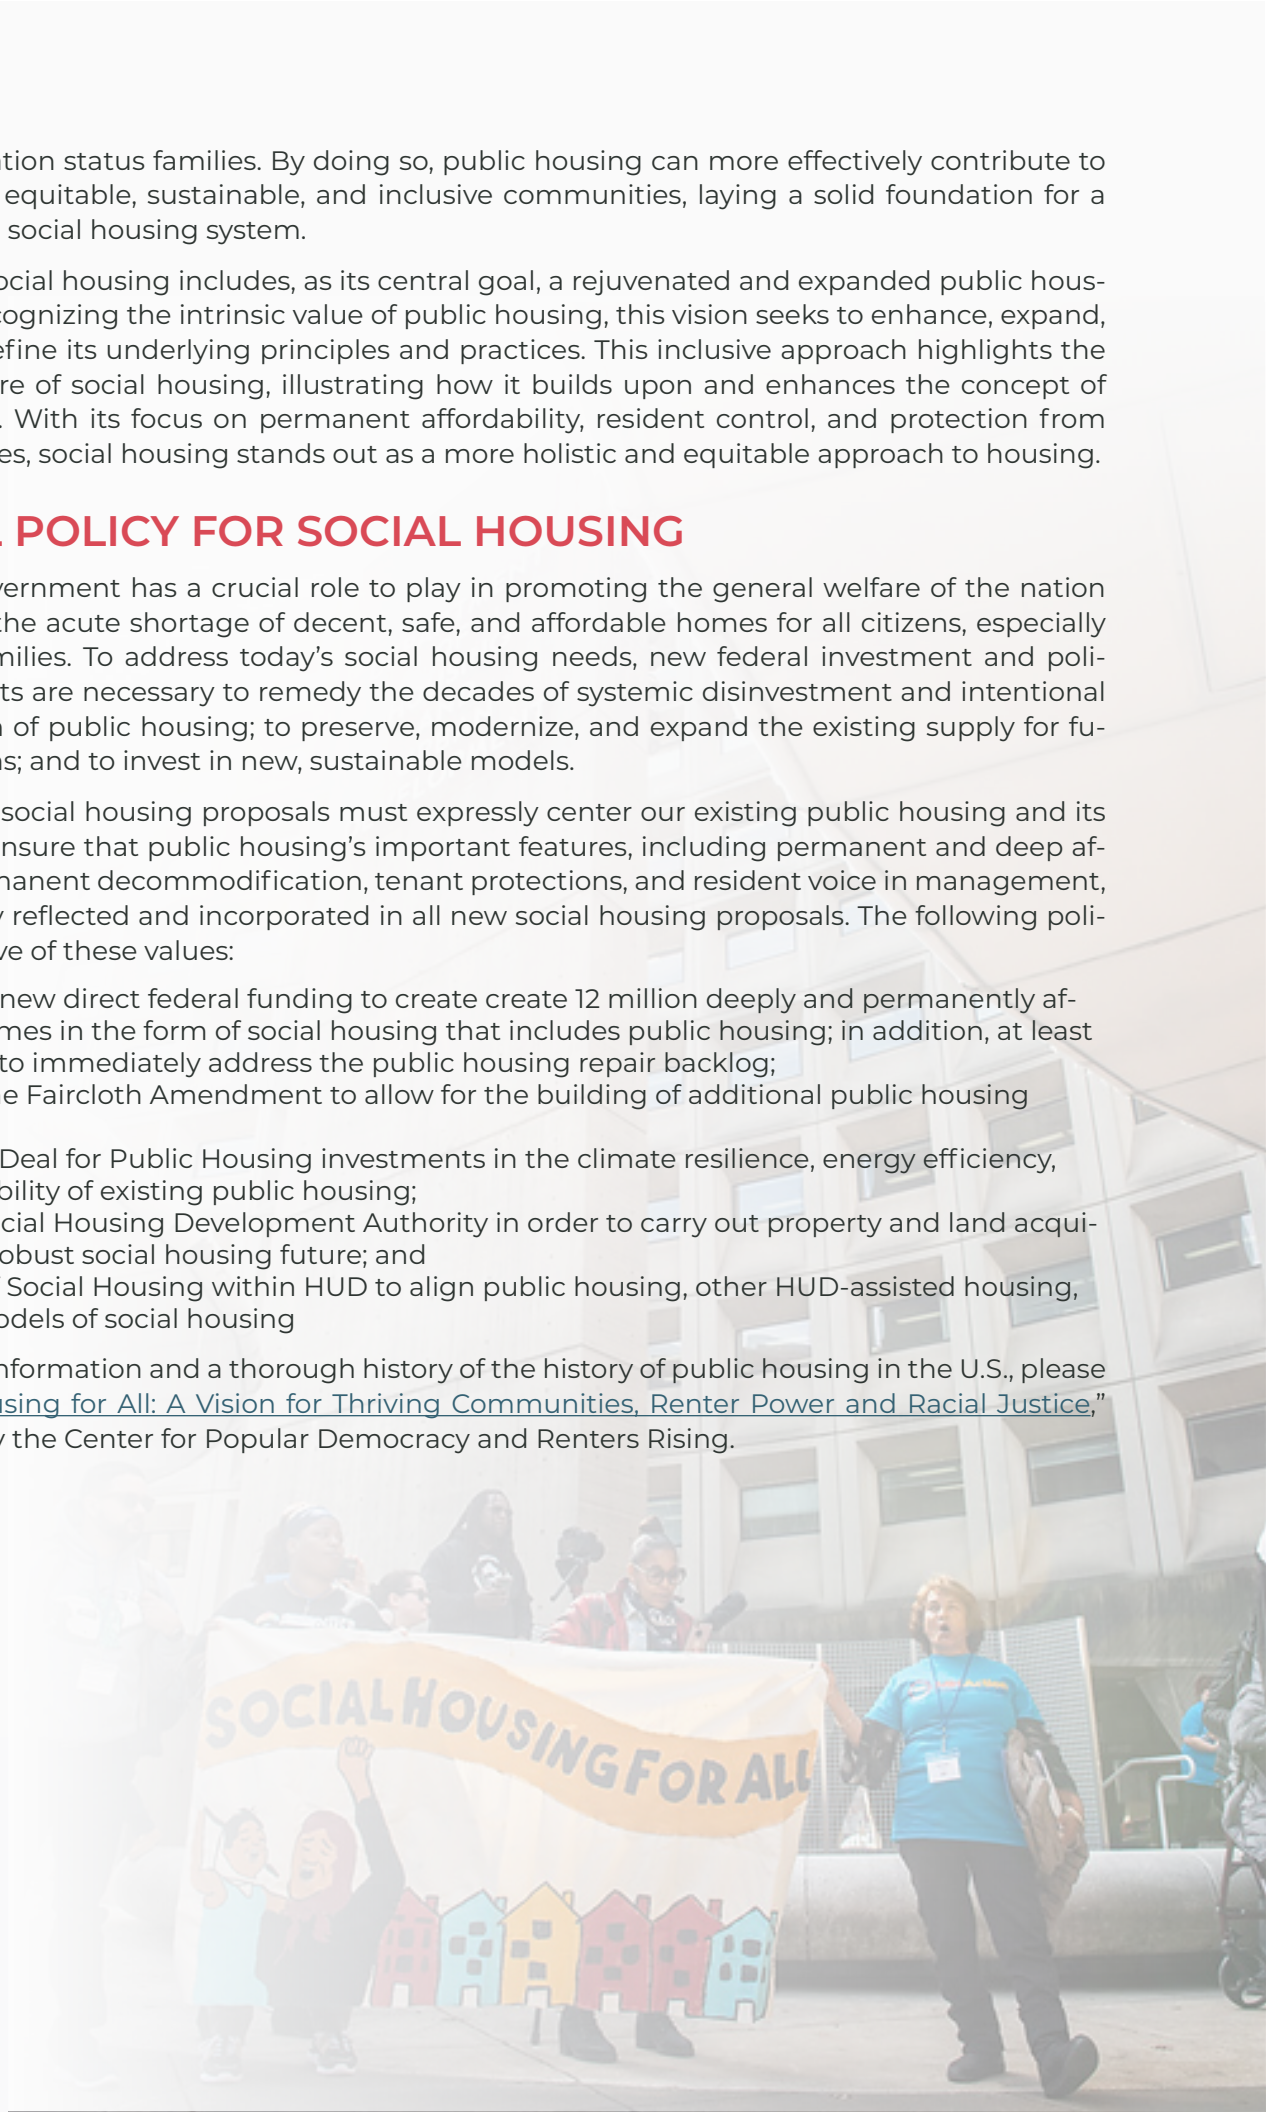 tion status families. By doing so, public housing can more effectively contribute to
equitable, sustainable, and inclusive communities, laying a solid foundation for a
social housing system.
ocial housing includes, as its central goal, a rejuvenated and expanded public hous-
cognizing the intrinsic value of public housing, this vision seeks to enhance, expand,
efine its underlying principles and practices. This inclusive approach highlights the
re of social housing, illustrating how it builds upon and enhances the concept of
. With its focus on permanent affordability, resident control, and protection from
es, social housing stands out as a more holistic and equitable approach to housing.
POLICY FOR SOCIAL HOUSING
vernment has a crucial role to play in promoting the general welfare of the nation
the acute shortage of decent, safe, and affordable homes for all citizens, especially
milies. To address today’s social housing needs, new federal investment and poli-
ts are necessary to remedy the decades of systemic disinvestment and intentional
of public housing; to preserve, modernize, and expand the existing supply for fu-
s; and to invest in new, sustainable models.
social housing proposals must expressly center our existing public housing and its
nsure that public housing’s important features, including permanent and deep af-
manent decommodification, tenant protections, and resident voice in management,
y reflected and incorporated in all new social housing proposals. The following poli-
ve of these values:
new direct federal funding to create create 12 million deeply and permanently af-
mes in the form of social housing that includes public housing; in addition, at least
to immediately address the public housing repair backlog;
e Faircloth Amendment to allow for the building of additional public housing
Deal for Public Housing investments in the climate resilience, energy efficiency,
bility of existing public housing;
cial Housing Development Authority in order to carry out property and land acqui-
obust social housing future; and
Social Housing within HUD to align public housing, other HUD-assisted housing,
odels of social housing
nformation and a thorough history of the history of public housing in the U.S., please
using for All: A Vision for Thriving Communities, Renter Power and Racial Justice,”
y the Center for Popular Democracy and Renters Rising.
SOCIAL HOUSING FOR ALL